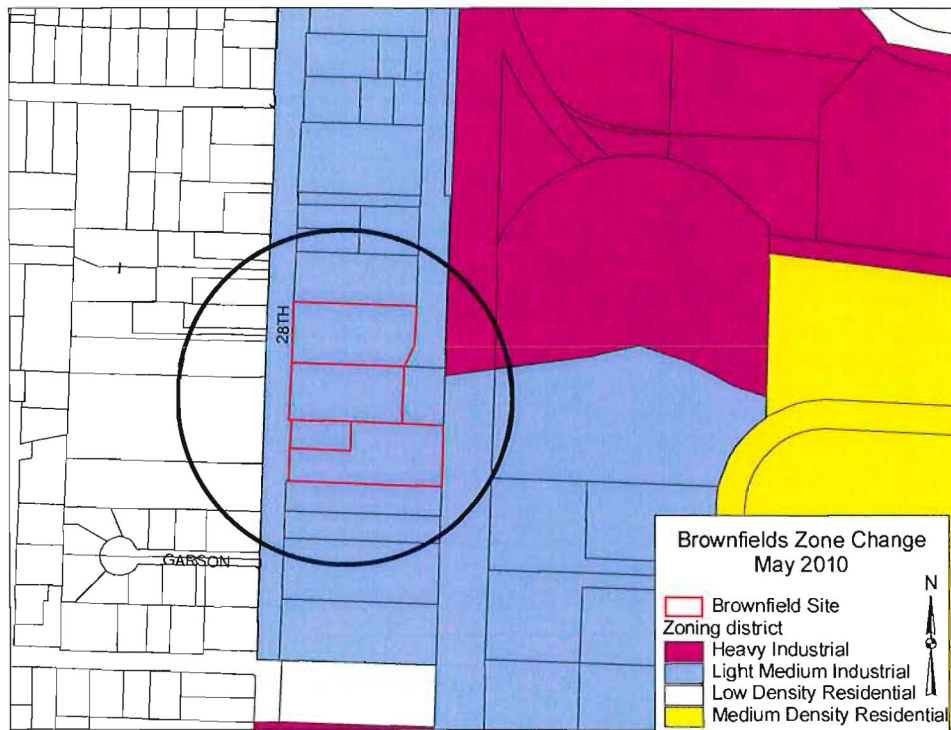 28TH
GARSON
Brownfields Zone Change
May 2010
N
Brownfield Site
Zoning district
Heavy Industrial
Light Medium Industrial
Low Density Residential
Medium Density Residential